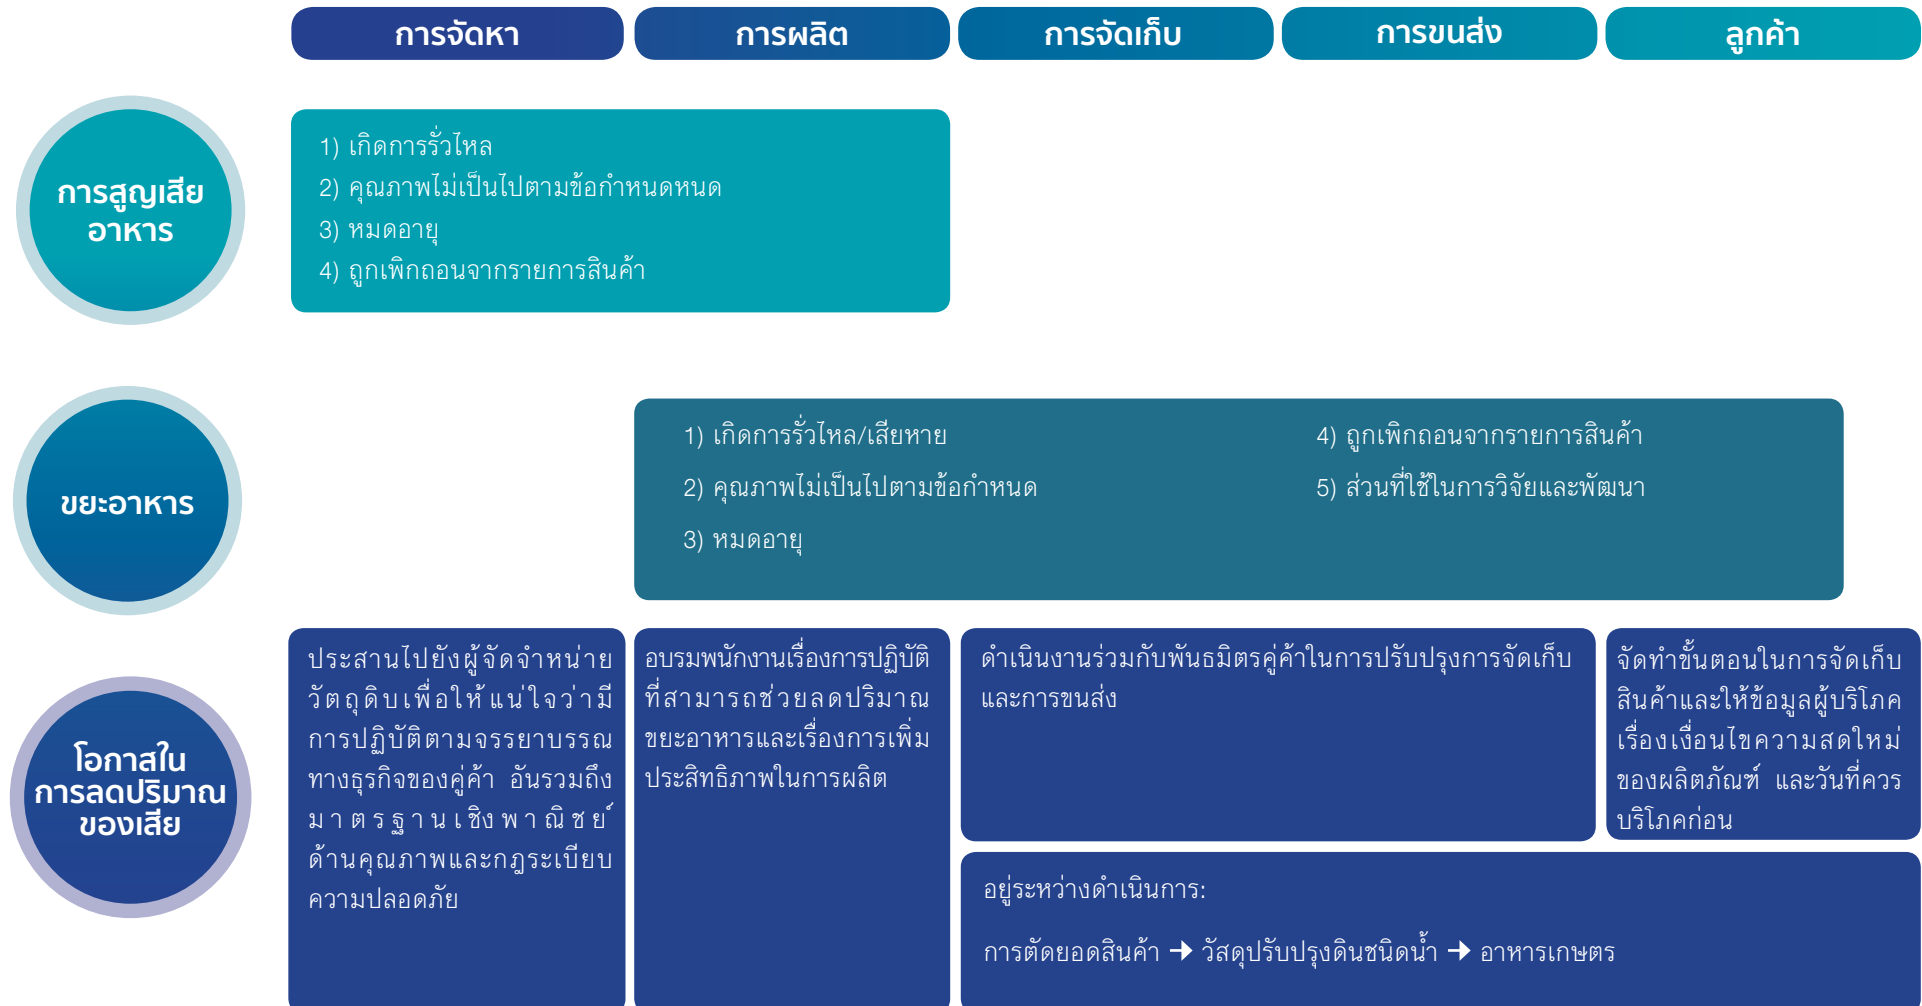 การจัดหา
การผลิต
การจัดเก็บ
การขนส่ง
ลูกค้า
การสูญเสีย
อาหาร
1) เกิดการรั่วไหล
2) คุณภาพไม่เป็นไปตามข้อกำหนดหนด
3) หมดอายุ
4) ถูกเพิกถอนจากรายการสินค้า
ขยะอาหาร
1) เกิดการรั่วไหล/เสียหาย
2) คุณภาพไม่เป็นไปตามข้อกำหนด
3) หมดอายุ
4) ถูกเพิกถอนจากรายการสินค้า
5) ส่วนที่ใช้ในการวิจัยและพัฒนา
โอกาสใน
การลดปริมาณ
ของเสีย
ประสานไปยังผู้จัดจำหน่าย
วัตถุดิบเพื่อให้แน่ใจว่ามี
การปฏิบัติตามจรรยาบรรณ
ทางธุรกิจของคู่ค้า อันรวมถึง
มาตรฐานเชิงพาณิชย์
ด้านคุณภาพและกฎระเบียบ
ความปลอดภัย
อบรมพนักงานเรื่องการปฏิบัติ
ที่สามารถช่วยลดปริมาณ
ขยะอาหารและเรื่องการเพิ่ม
ประสิทธิภาพในการผลิต
ดำเนินงานร่วมกับพันธมิตรคู่ค้าในการปรับปรุงการจัดเก็บ
และการขนส่ง
จัดทำขั้นตอนในการจัดเก็บ
สินค้าและให้ข้อมูลผู้บริโภค
เรื่องเงื่อนไขความสดใหม่
ของผลิตภัณฑ์ และวันที่ควร
บริโภคก่อน
อยู่ระหว่างดำเนินการ:
การตัดยอดสินค้า → วัสดุปรับปรุงดินชนิดน้ำ → อาหารเกษตร